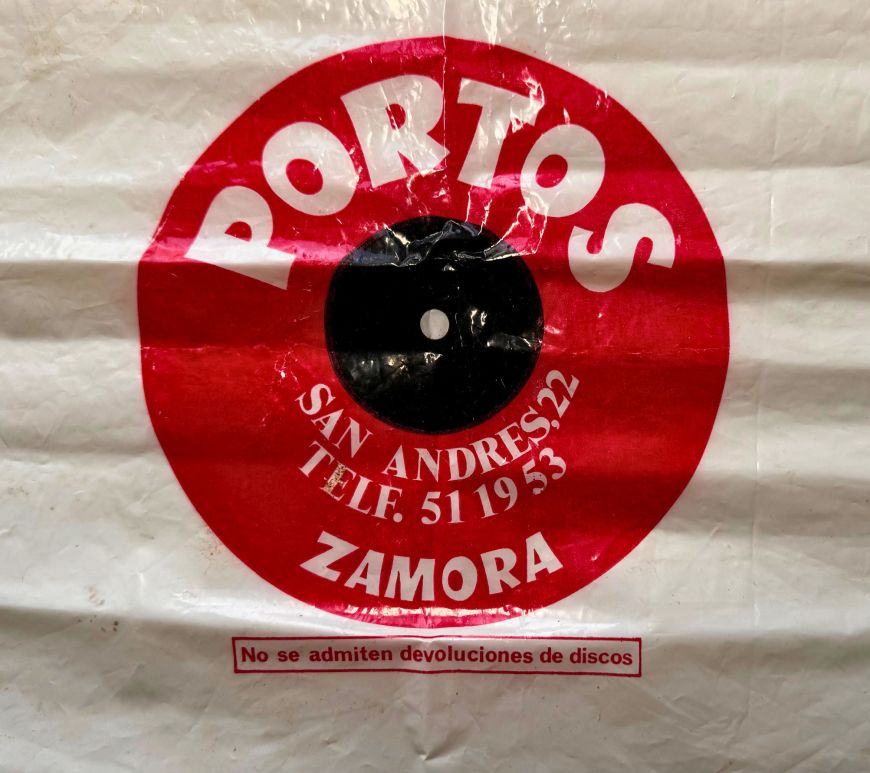 PORTOS
SAN ANDRES, 22
TELF. 51 19 53
ZAMORA
No se admiten devoluciones de discos